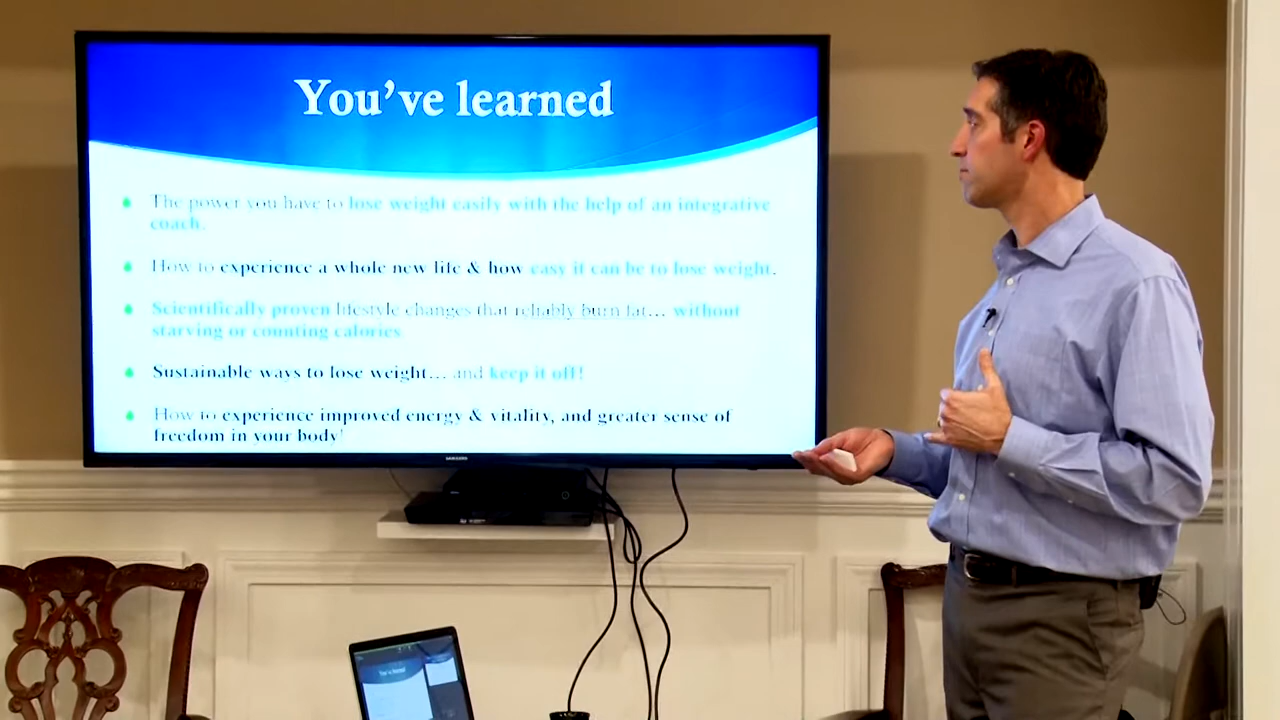 You've learned
The power you have to lose weight easily with the help of an integrative
coach.
How to experience a whole new life & how easy it can be to lose weight.
Scientifically proven lifestyle changes that reliably burn fat... without
starving or counting calories
Sustainable ways to lose weight... and keep it off!
How to experience improved energy & vitality, and greater sense of
freedom in your body!
SAMSUNG
You've learned